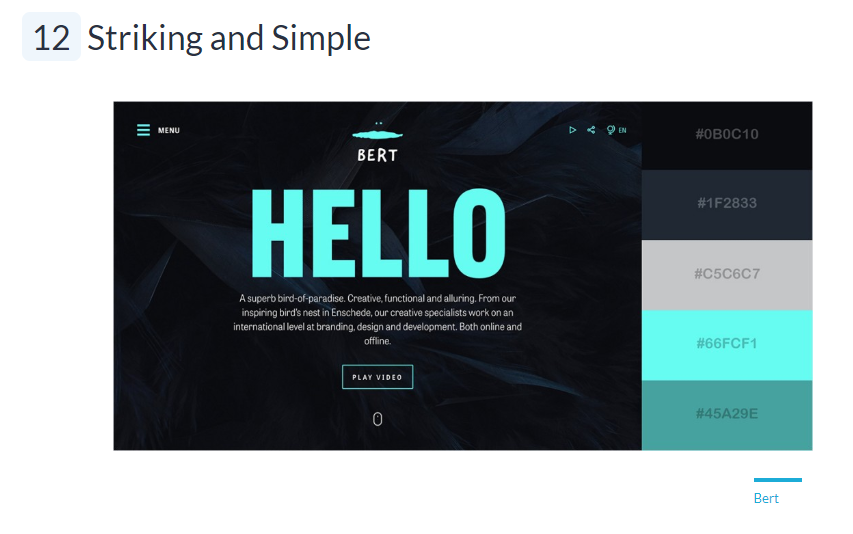 12 Striking and Simple
MENU
EN
BERT
HELLO
A superb bird-of-paradise. Creative, functional and alluring. From our
inspiring bird's nest in Enschede, our creative specialists work on an
international level at branding, design and development. Both online and
offline.
PLAY VIDEO
#0B0C10
#1F2833
#C5C6C7
#66FCF1
#45A29E
Bert